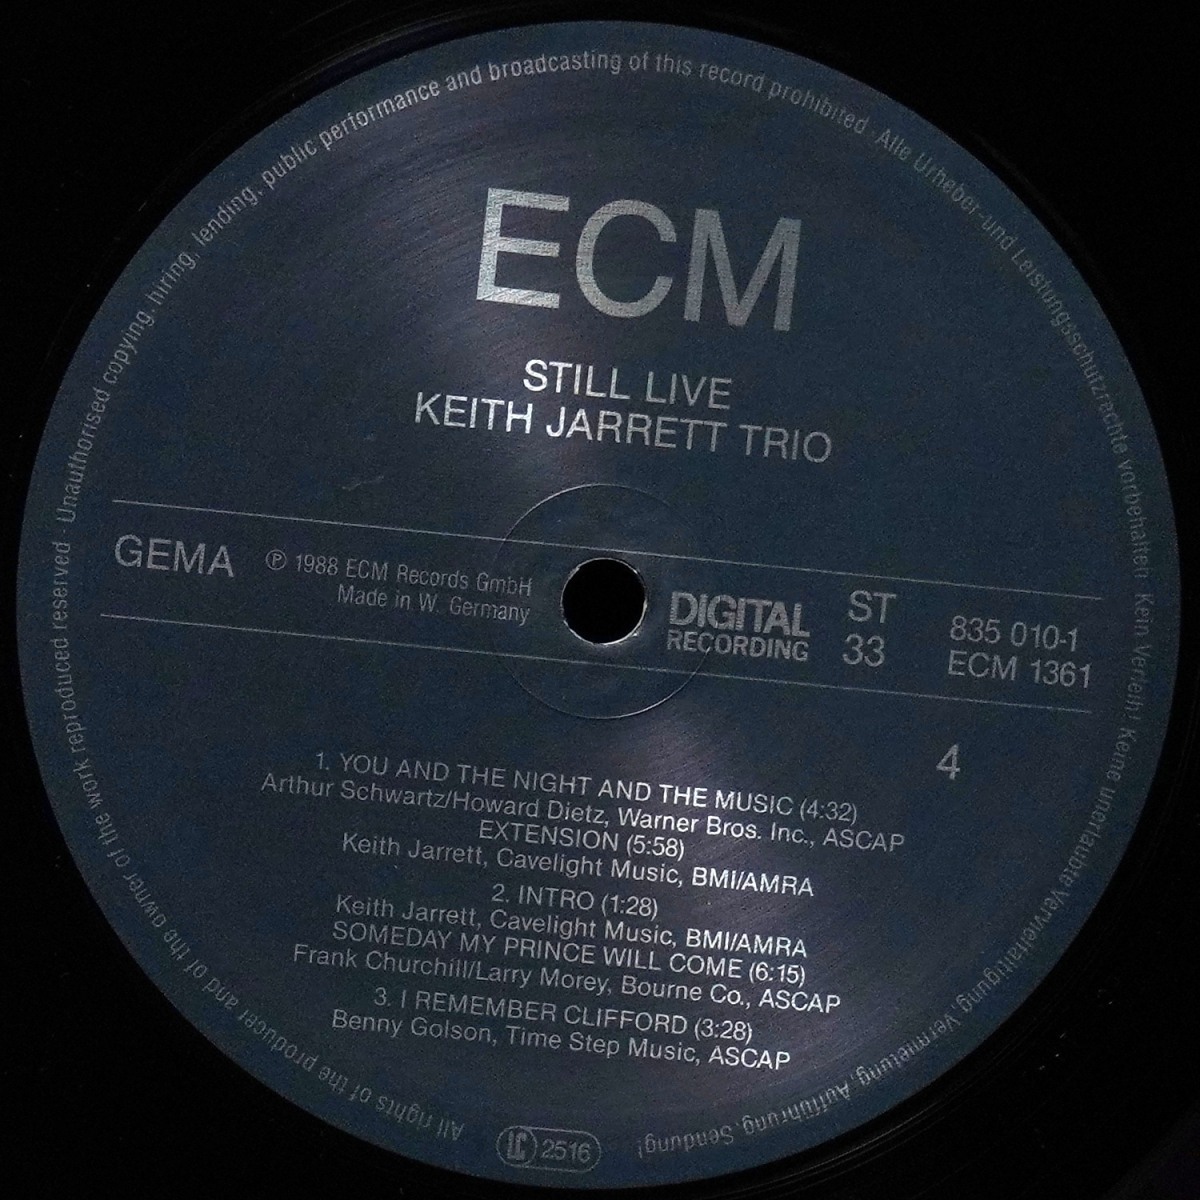 ECM
STILL LIVE
KEITH JARRETT TRIO
GEMA
℗ 1988 ECM Records GmbH
Made in W. Germany
DIGITAL
RECORDING
ST
33
835 010-1
ECM 1361
4
1. YOU AND THE NIGHT AND THE MUSIC (4:32)
Arthur Schwartz/Howard Dietz, Warner Bros. Inc., ASCAP
EXTENSION (5:58)
Keith Jarrett, Cavelight Music, BMI/AMRA
2. INTRO (1:28)
Keith Jarrett, Cavelight Music, BMI/AMRA
SOMEDAY MY PRINCE WILL COME (6:15)
Frank Churchill/Larry Morey, Bourne Co., ASCAP
3. I REMEMBER CLIFFORD (3:28)
Benny Golson, Time Step Music, ASCAP
All rights of the producer and of the owner of the work reproduced reserved · Unauthorised copying, hiring, lending, public performance and broadcasting of this record prohibited · Alle Urheber- und Leistungsschutzrechte vorbehalten · Kein Verleih! Keine unerlaubte Vervielfältigung, Vermietung, Aufführung, Sendung!
LC 2516